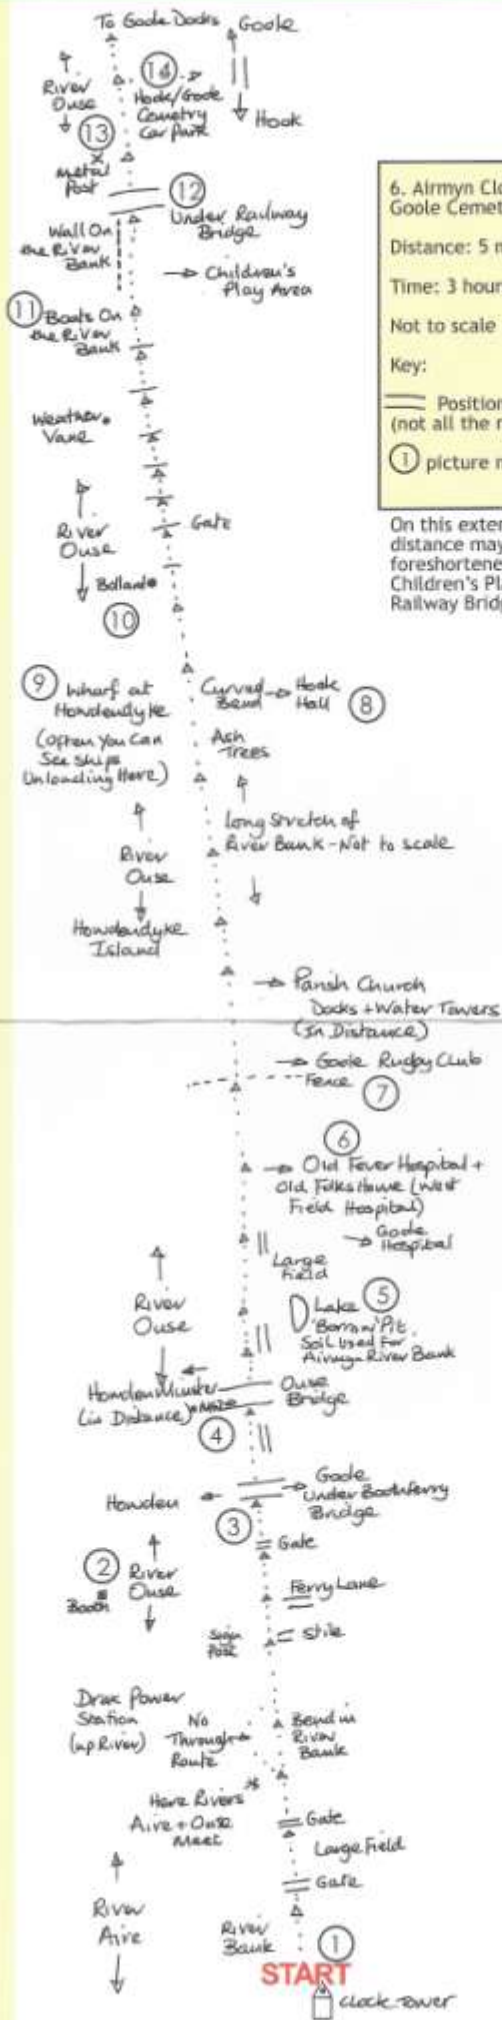 To Goole Docks
Goole
River
Ouse
14
Hook/Goole
Cemetry
Car Park
Hook
13
Metal
Post
12
Under Railway
Bridge
Wall On
the River
Bank
Children's
Play Area
11
Boats On
the River
Bank
Weather
Vane
River
Ouse
Gate
Bollard
10
9
Wharf at
Howdendyke
(Often You Can
See Ships
Unloading Here)
Curved
Bend
Hook
Hall
8
Ash
Trees
Long Stretch of
River Bank - Not to scale
River
Ouse
Howdendyke
Island
Parish Church
Docks + Water Towers
(In Distance)
Goole Rugby Club
Fence
7
6
Old Fever Hospital +
Old Folks Home (West
Field Hospital)
Goole
Hospital
Large
Field
River
Ouse
Lake
5
'Borrow' Pit
Soil Used For
Airmyn River Bank
Howden Minster
(in Distance)
Ouse
Bridge
4
Howden
Goole
Under Boothferry
Bridge
3
Gate
2
River
Ouse
Booth
Ferry Lane
Sign
Post
Stile
Drax Power
Station
(up River)
No
Through
Route
Bend in
River
Bank
Here Rivers
Aire + Ouse
Meet
Gate
Large Field
Gate
River
Aire
River
Bank
1
START
Clock Tower
6. Airmyn Clo
Goole Cemet
Distance: 5 m
Time: 3 hour
Not to scale
Key:
Position
(not all the r
1 picture n
On this exter
distance may
foreshortene
Children's Pl
Railway Bridg